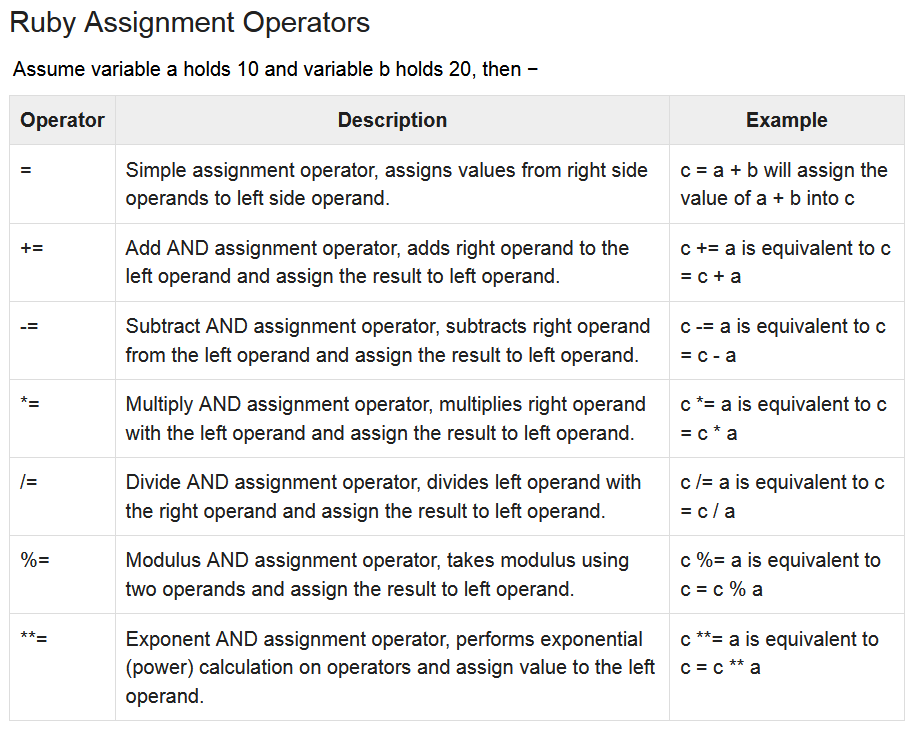 Ruby Assignment Operators
Assume variable a holds 10 and variable b holds 20, then −
Operator Description Example
= Simple assignment operator, assigns values from right side c = a + b will assign the
operands to left side operand. value of a + b into c
+= Add AND assignment operator, adds right operand to the c += a is equivalent to c
left operand and assign the result to left operand. = c + a
-= Subtract AND assignment operator, subtracts right operand c -= a is equivalent to c
from the left operand and assign the result to left operand. = c - a
*= Multiply AND assignment operator, multiplies right operand c *= a is equivalent to c
with the left operand and assign the result to left operand. = c * a
/= Divide AND assignment operator, divides left operand with c /= a is equivalent to c
the right operand and assign the result to left operand. = c / a
%= Modulus AND assignment operator, takes modulus using c %= a is equivalent to
two operands and assign the result to left operand. c = c % a
**= Exponent AND assignment operator, performs exponential c **= a is equivalent to
(power) calculation on operators and assign value to the left c = c ** a
operand.